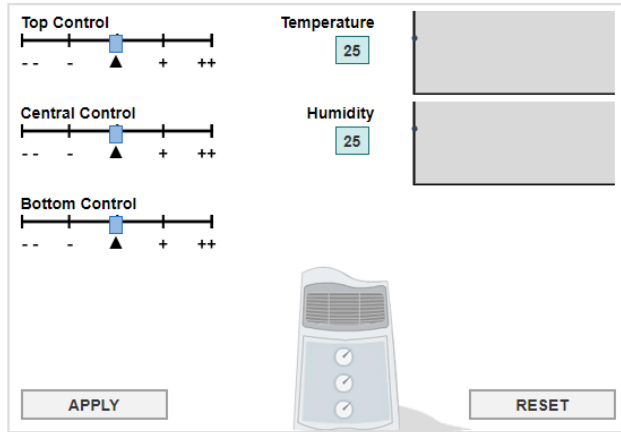 Top Control
- - - ▲ + ++
Temperature
25
Central Control
- - - ▲ + ++
Humidity
25
Bottom Control
- - - ▲ + ++
APPLY
RESET